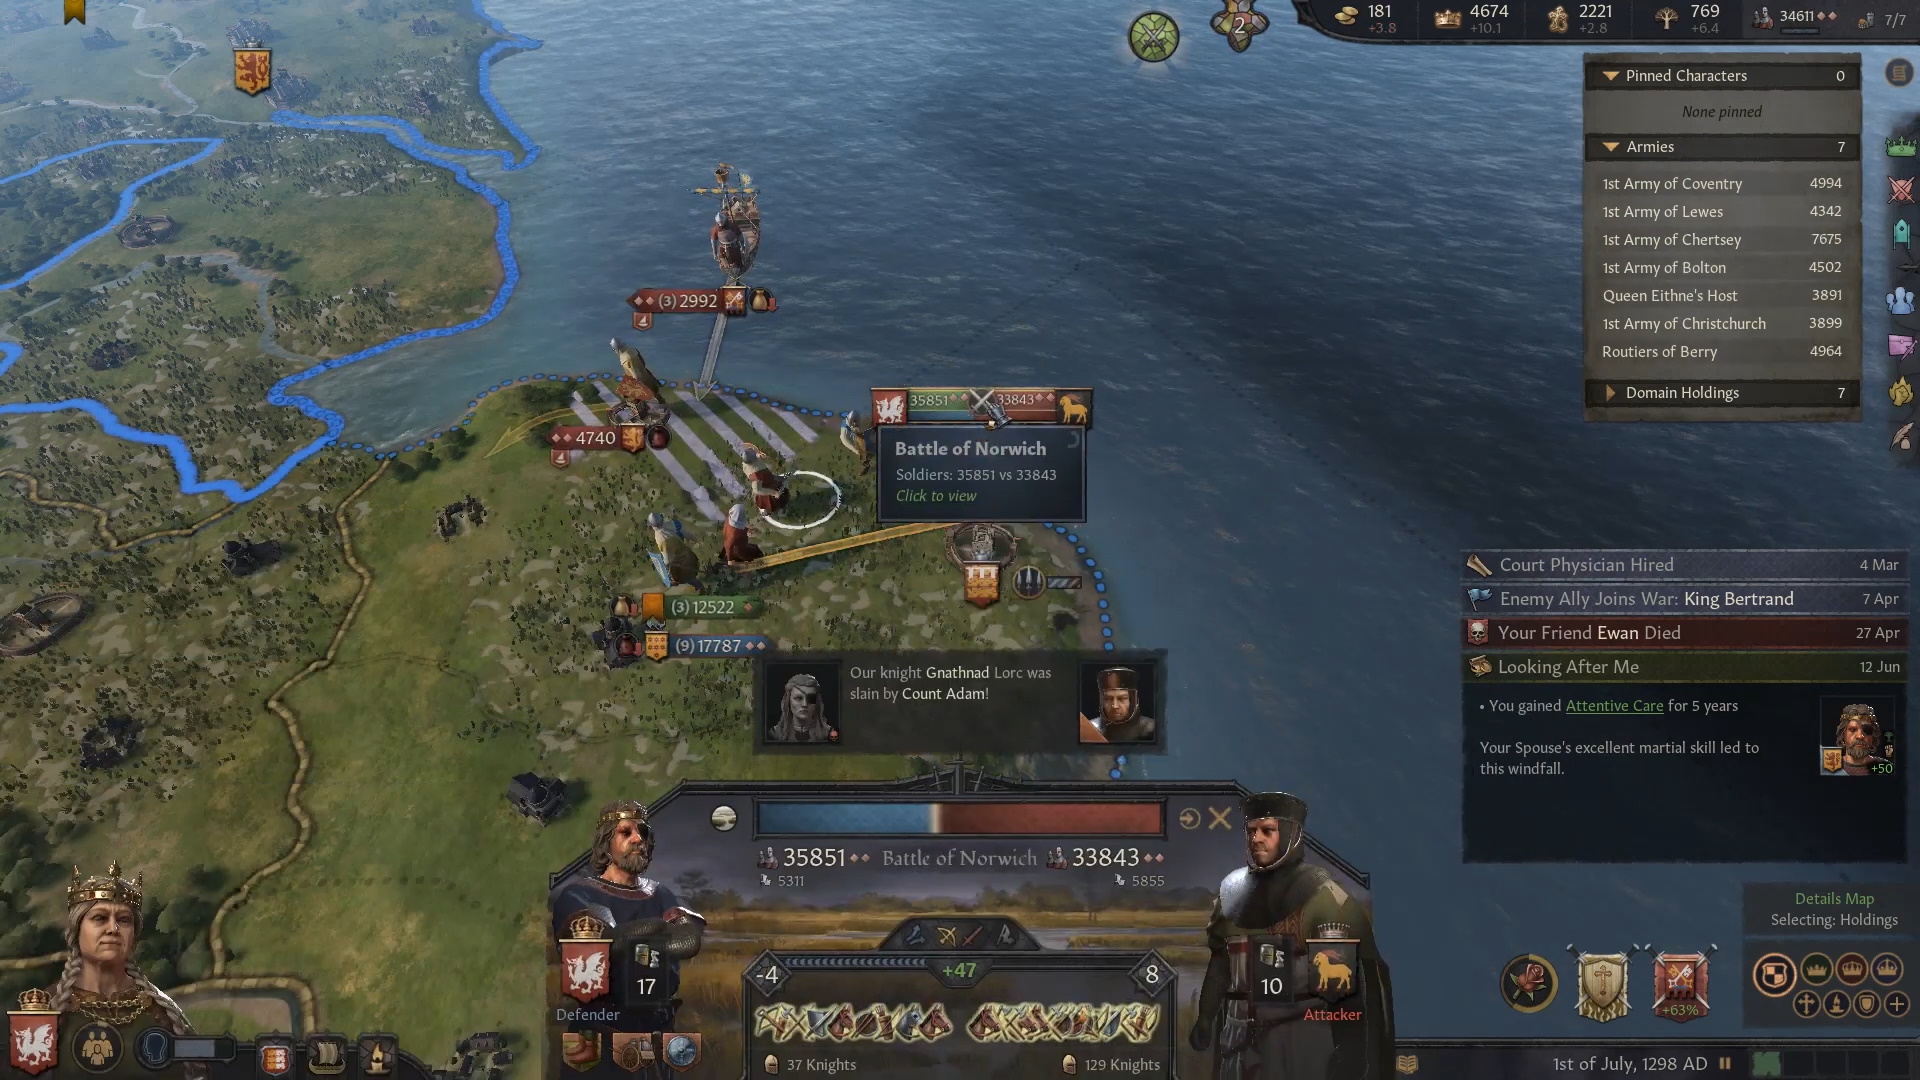 2
181
+3.8
4674
+10.1
2221
+2.8
769
+6.4
34611
7/7
Pinned Characters 0
None pinned
Armies 7
1st Army of Coventry 4994
1st Army of Lewes 4342
1st Army of Chertsey 7675
1st Army of Bolton 4502
Queen Eithne's Host 3891
1st Army of Christchurch 3899
Routiers of Berry 4964
Domain Holdings 7
(3) 2992
4740
35851 33843
Battle of Norwich
Soldiers: 35851 vs 33843
Click to view
(3) 12522
(9) 17787
Court Physician Hired 4 Mar
Enemy Ally Joins War: King Bertrand 7 Apr
Your Friend Ewan Died 27 Apr
Looking After Me 12 Jun
• You gained Attentive Care for 5 years
Your Spouse's excellent martial skill led to
this windfall.
+50
Our knight Gnathnad Lorc was
slain by Count Adam!
35851 Battle of Norwich 33843
5311 5855
17
Defender
-4 +47 8
10
Attacker
37 Knights 129 Knights
Details Map
Selecting: Holdings
+63%
1st of July, 1298 AD